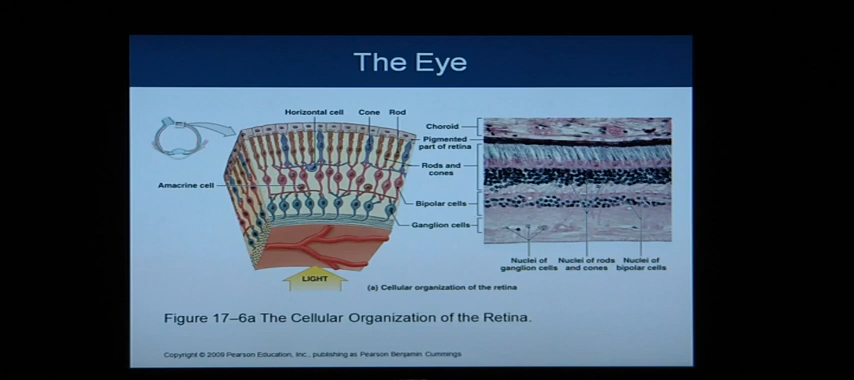 The Eye
Horizontal cell
Cone
Rod
Choroid
Pigmented
part of retina
Rods and
cones
Amacrine cell
Bipolar cells
Ganglion cells
LIGHT
Nuclei of
ganglion cells
Nuclei of rods
and cones
Nuclei of
bipolar cells
(a) Cellular organization of the retina
Figure 17–6a The Cellular Organization of the Retina.
Copyright © 2009 Pearson Education, Inc., publishing as Pearson Benjamin Cummings